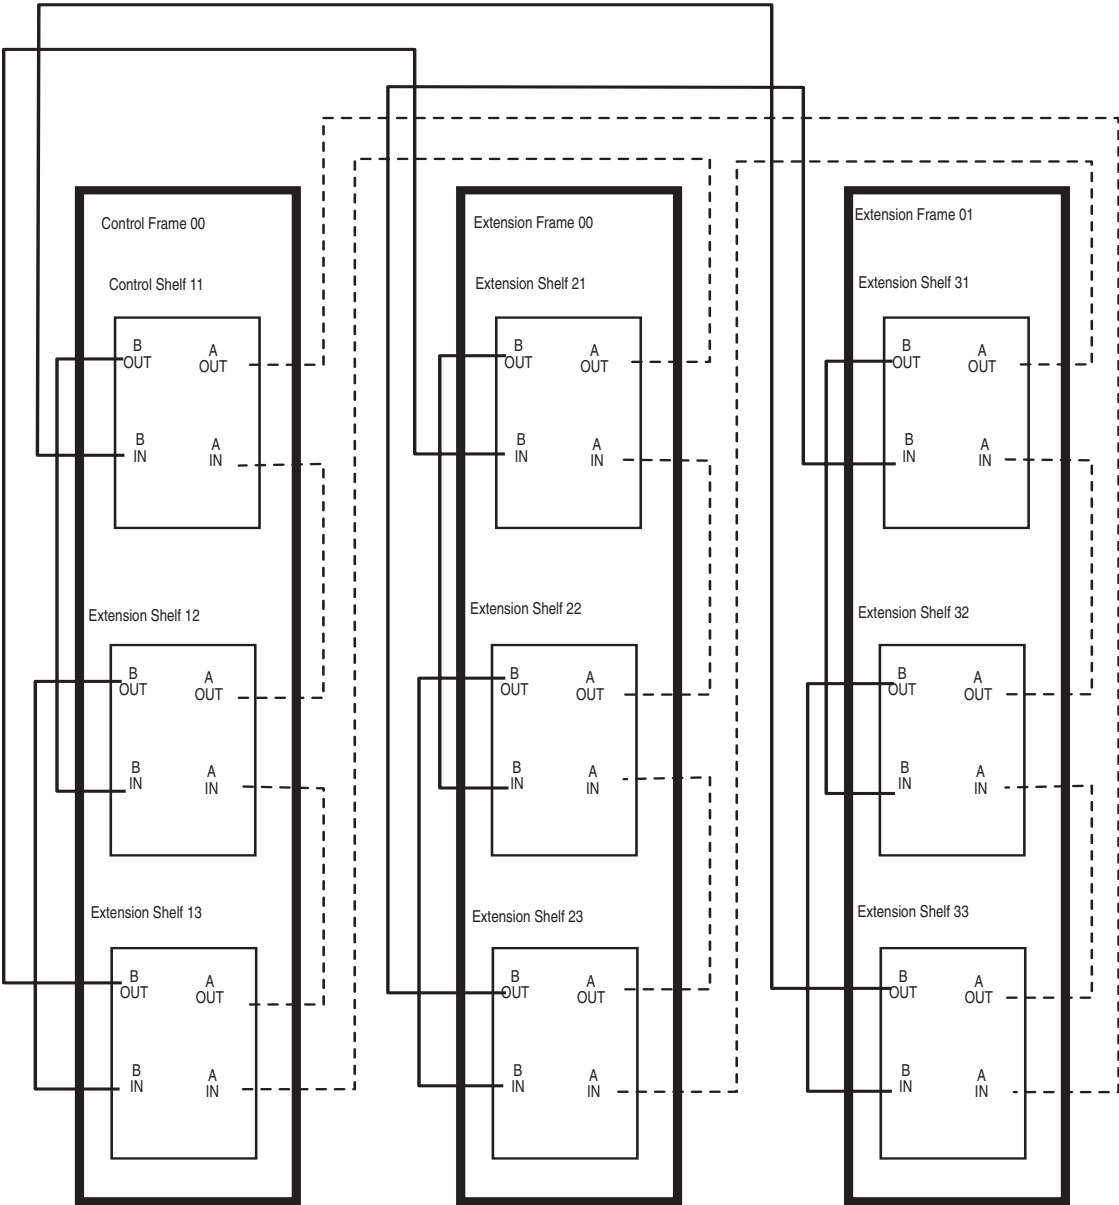 Control Frame 00
Control Shelf 11
B
OUT
A
OUT
B
IN
A
IN
Extension Shelf 12
B
OUT
A
OUT
B
IN
A
IN
Extension Shelf 13
B
OUT
A
OUT
B
IN
A
IN
Extension Frame 00
Extension Shelf 21
B
OUT
A
OUT
B
IN
A
IN
Extension Shelf 22
B
OUT
A
OUT
B
IN
A
IN
Extension Shelf 23
B
OUT
A
OUT
B
IN
A
IN
Extension Frame 01
Extension Shelf 31
B
OUT
A
OUT
B
IN
A
IN
Extension Shelf 32
B
OUT
A
OUT
B
IN
A
IN
Extension Shelf 33
B
OUT
A
OUT
B
IN
A
IN